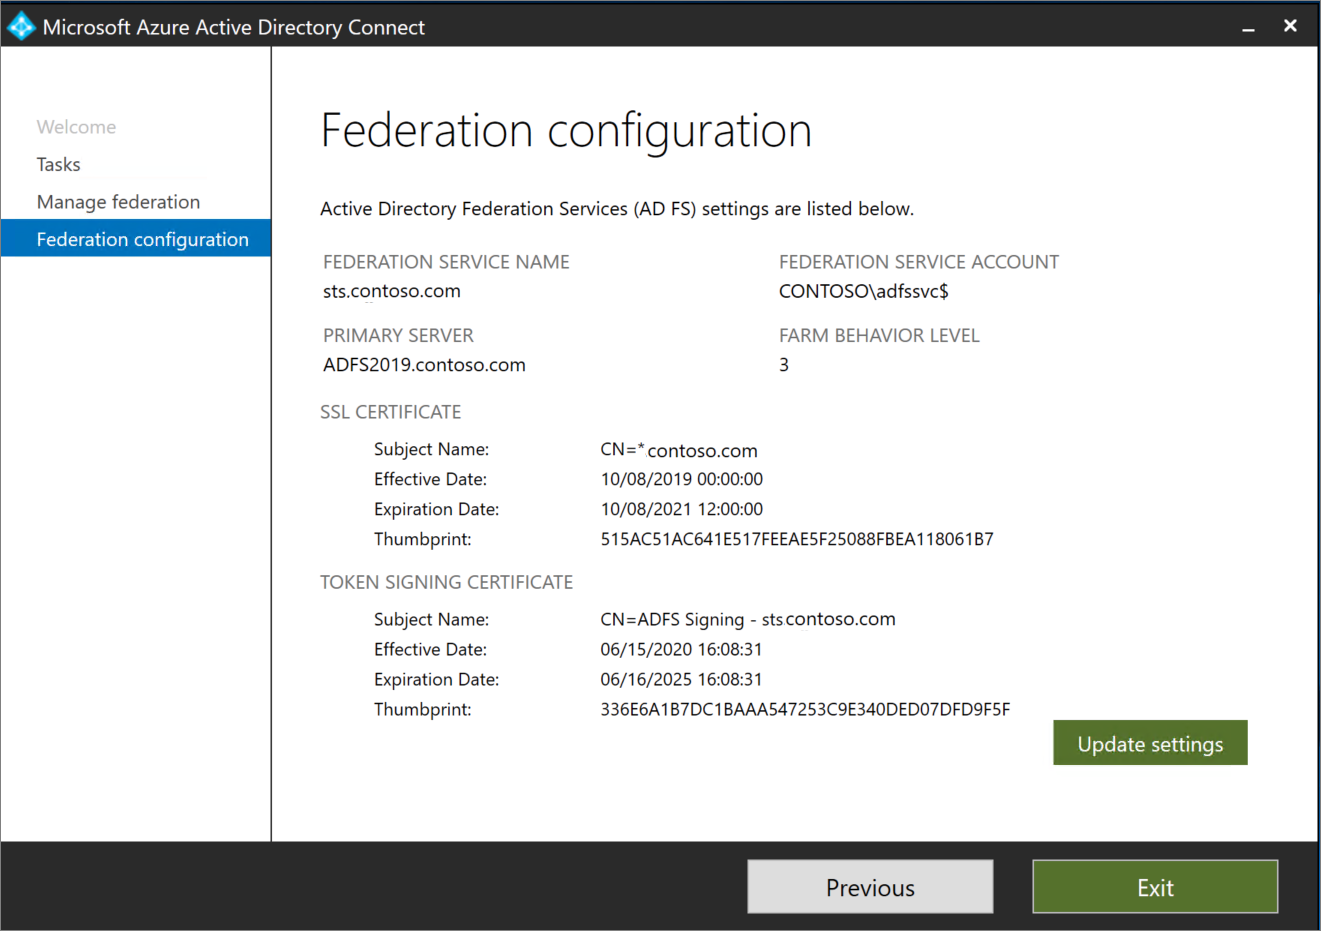 Microsoft Azure Active Directory Connect
Welcome
Tasks
Manage federation
Federation configuration
Federation configuration
Active Directory Federation Services (AD FS) settings are listed below.
FEDERATION SERVICE NAME
sts.contoso.com
FEDERATION SERVICE ACCOUNT
CONTOSO\adfssvc$
PRIMARY SERVER
ADFS2019.contoso.com
FARM BEHAVIOR LEVEL
3
SSL CERTIFICATE
Subject Name: CN=*.contoso.com
Effective Date: 10/08/2019 00:00:00
Expiration Date: 10/08/2021 12:00:00
Thumbprint: 515AC51AC641E517FEEAE5F25088FBEA118061B7
TOKEN SIGNING CERTIFICATE
Subject Name: CN=ADFS Signing - sts.contoso.com
Effective Date: 06/15/2020 16:08:31
Expiration Date: 06/16/2025 16:08:31
Thumbprint: 336E6A1B7DC1BAAA547253C9E340DED07DFD9F5F
Update settings
Previous
Exit